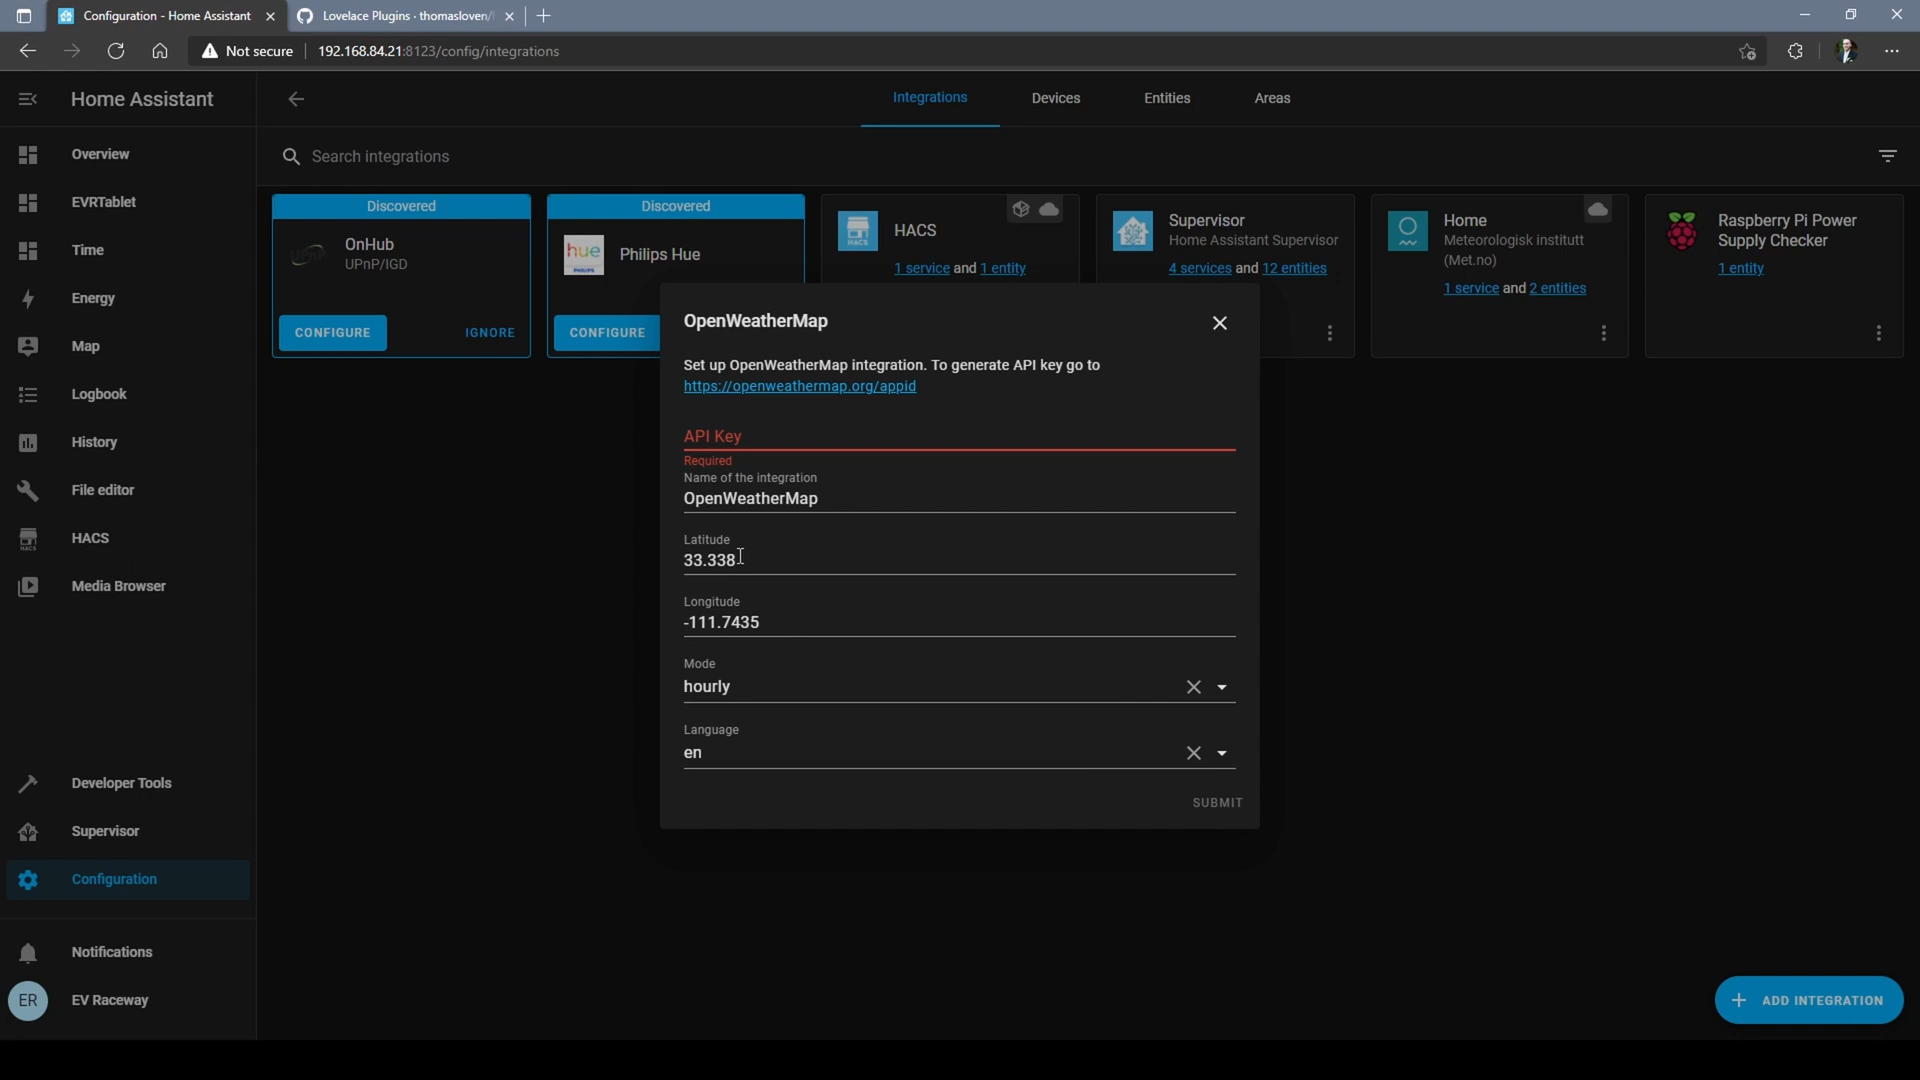 Configuration - Home Assistant
Lovelace Plugins · thomasloven/
Not secure
192.168.84.21:8123/config/integrations
Home Assistant
Integrations
Devices
Entities
Areas
Overview
EVRTablet
Time
Energy
Map
Logbook
History
File editor
HACS
Media Browser
Developer Tools
Supervisor
Configuration
Notifications
ER
EV Raceway
Search integrations
Discovered
UPnP
OnHub
UPnP/IGD
CONFIGURE
IGNORE
Discovered
hue
PHILIPS
Philips Hue
CONFIGURE
HACS
HACS
1 service and 1 entity
Supervisor
Home Assistant Supervisor
4 services and 12 entities
Home
Meteorologisk institutt
(Met.no)
1 service and 2 entities
Raspberry Pi Power
Supply Checker
1 entity
OpenWeatherMap
Set up OpenWeatherMap integration. To generate API key go to
https://openweathermap.org/appid
API Key
Required
Name of the integration
OpenWeatherMap
Latitude
33.338
Longitude
-111.7435
Mode
hourly
Language
en
SUBMIT
ADD INTEGRATION